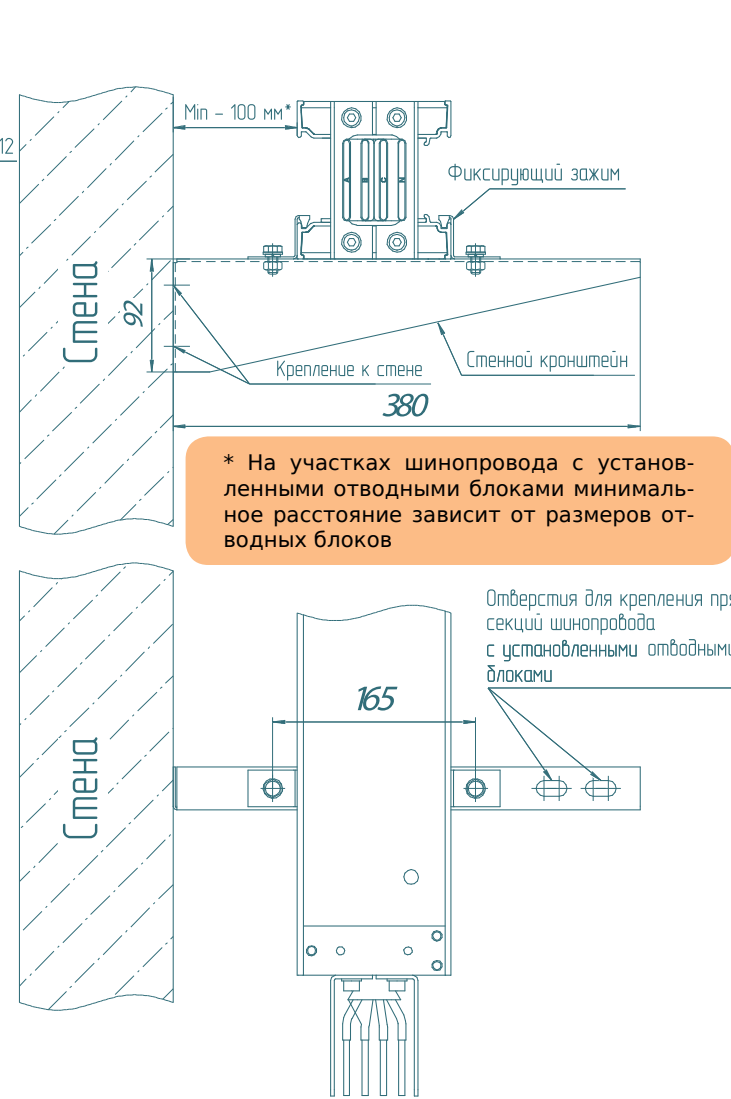 Min – 100 мм*
12
A B C N
Фиксирующий зажим
Стена
92
Крепление к стене
Стенной кронштейн
380
* На участках шинопровода с установ-
ленными отводными блоками минималь-
ное расстояние зависит от размеров от-
водных блоков
Отверстия для крепления пря
секций шинопровода
с установленными отводными
блоками
165
Стена